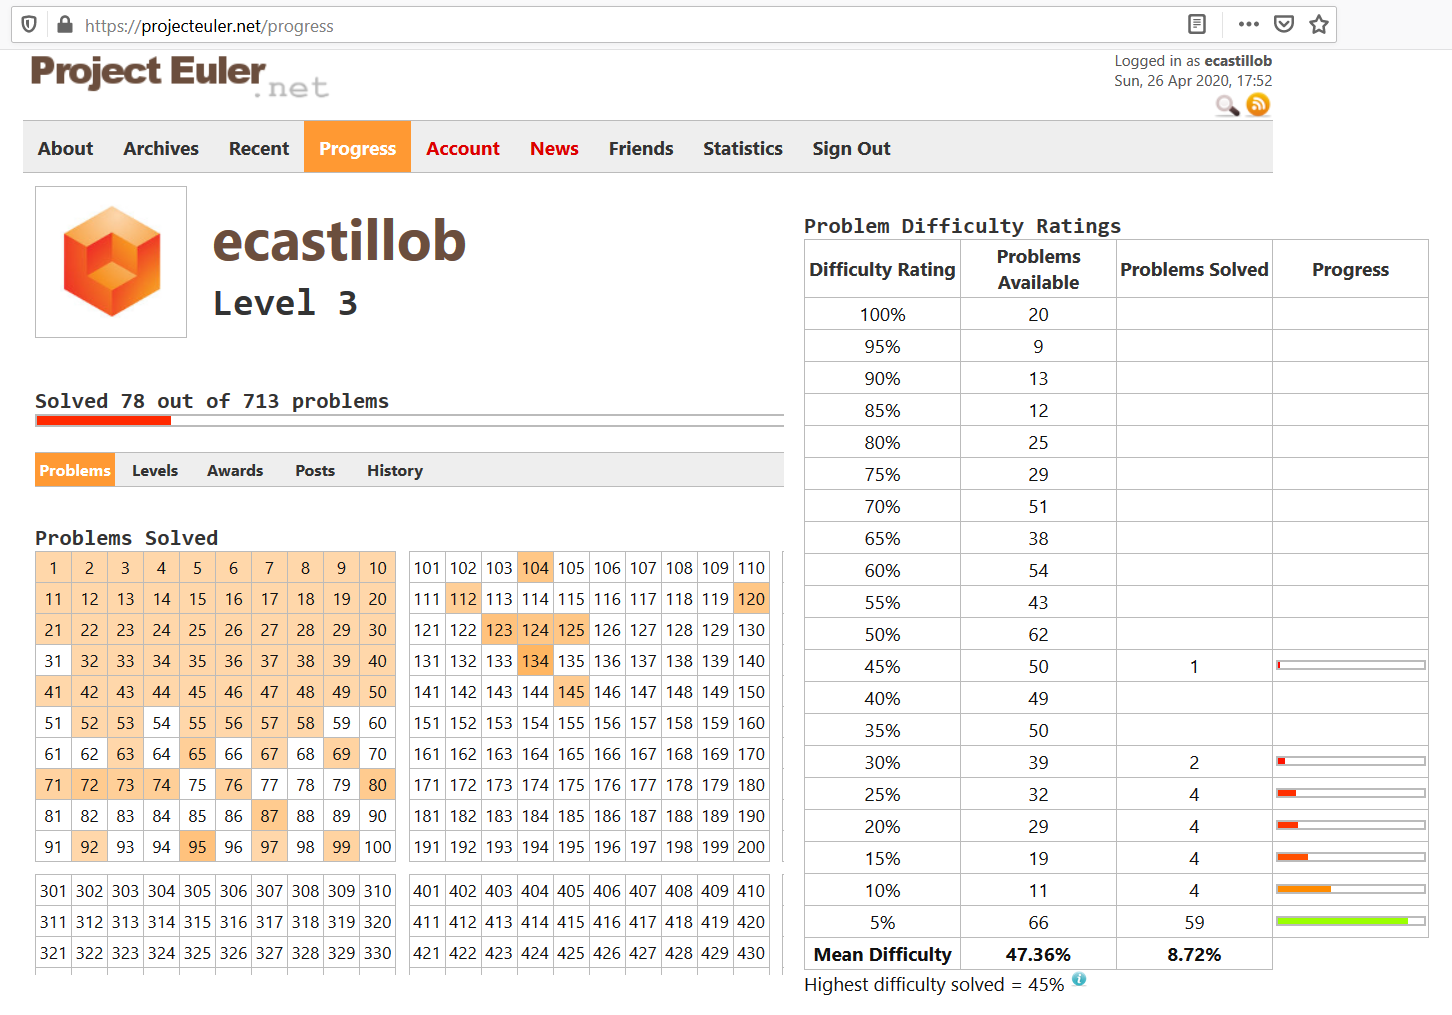 https://projecteuler.net/progress
Project Euler
.net
Logged in as ecastillob
Sun, 26 Apr 2020, 17:52
About Archives Recent Progress Account News Friends Statistics Sign Out
ecastillob
Level 3
Solved 78 out of 713 problems
Problems Levels Awards Posts History
Problems Solved
1 2 3 4 5 6 7 8 9 10
11 12 13 14 15 16 17 18 19 20
21 22 23 24 25 26 27 28 29 30
31 32 33 34 35 36 37 38 39 40
41 42 43 44 45 46 47 48 49 50
51 52 53 54 55 56 57 58 59 60
61 62 63 64 65 66 67 68 69 70
71 72 73 74 75 76 77 78 79 80
81 82 83 84 85 86 87 88 89 90
91 92 93 94 95 96 97 98 99 100
101 102 103 104 105 106 107 108 109 110
111 112 113 114 115 116 117 118 119 120
121 122 123 124 125 126 127 128 129 130
131 132 133 134 135 136 137 138 139 140
141 142 143 144 145 146 147 148 149 150
151 152 153 154 155 156 157 158 159 160
161 162 163 164 165 166 167 168 169 170
171 172 173 174 175 176 177 178 179 180
181 182 183 184 185 186 187 188 189 190
191 192 193 194 195 196 197 198 199 200
301 302 303 304 305 306 307 308 309 310
311 312 313 314 315 316 317 318 319 320
321 322 323 324 325 326 327 328 329 330
401 402 403 404 405 406 407 408 409 410
411 412 413 414 415 416 417 418 419 420
421 422 423 424 425 426 427 428 429 430
Problem Difficulty Ratings
Difficulty Rating Problems Available Problems Solved Progress
100% 20
95% 9
90% 13
85% 12
80% 25
75% 29
70% 51
65% 38
60% 54
55% 43
50% 62
45% 50 1
40% 49
35% 50
30% 39 2
25% 32 4
20% 29 4
15% 19 4
10% 11 4
5% 66 59
Mean Difficulty 47.36% 8.72%
Highest difficulty solved = 45%